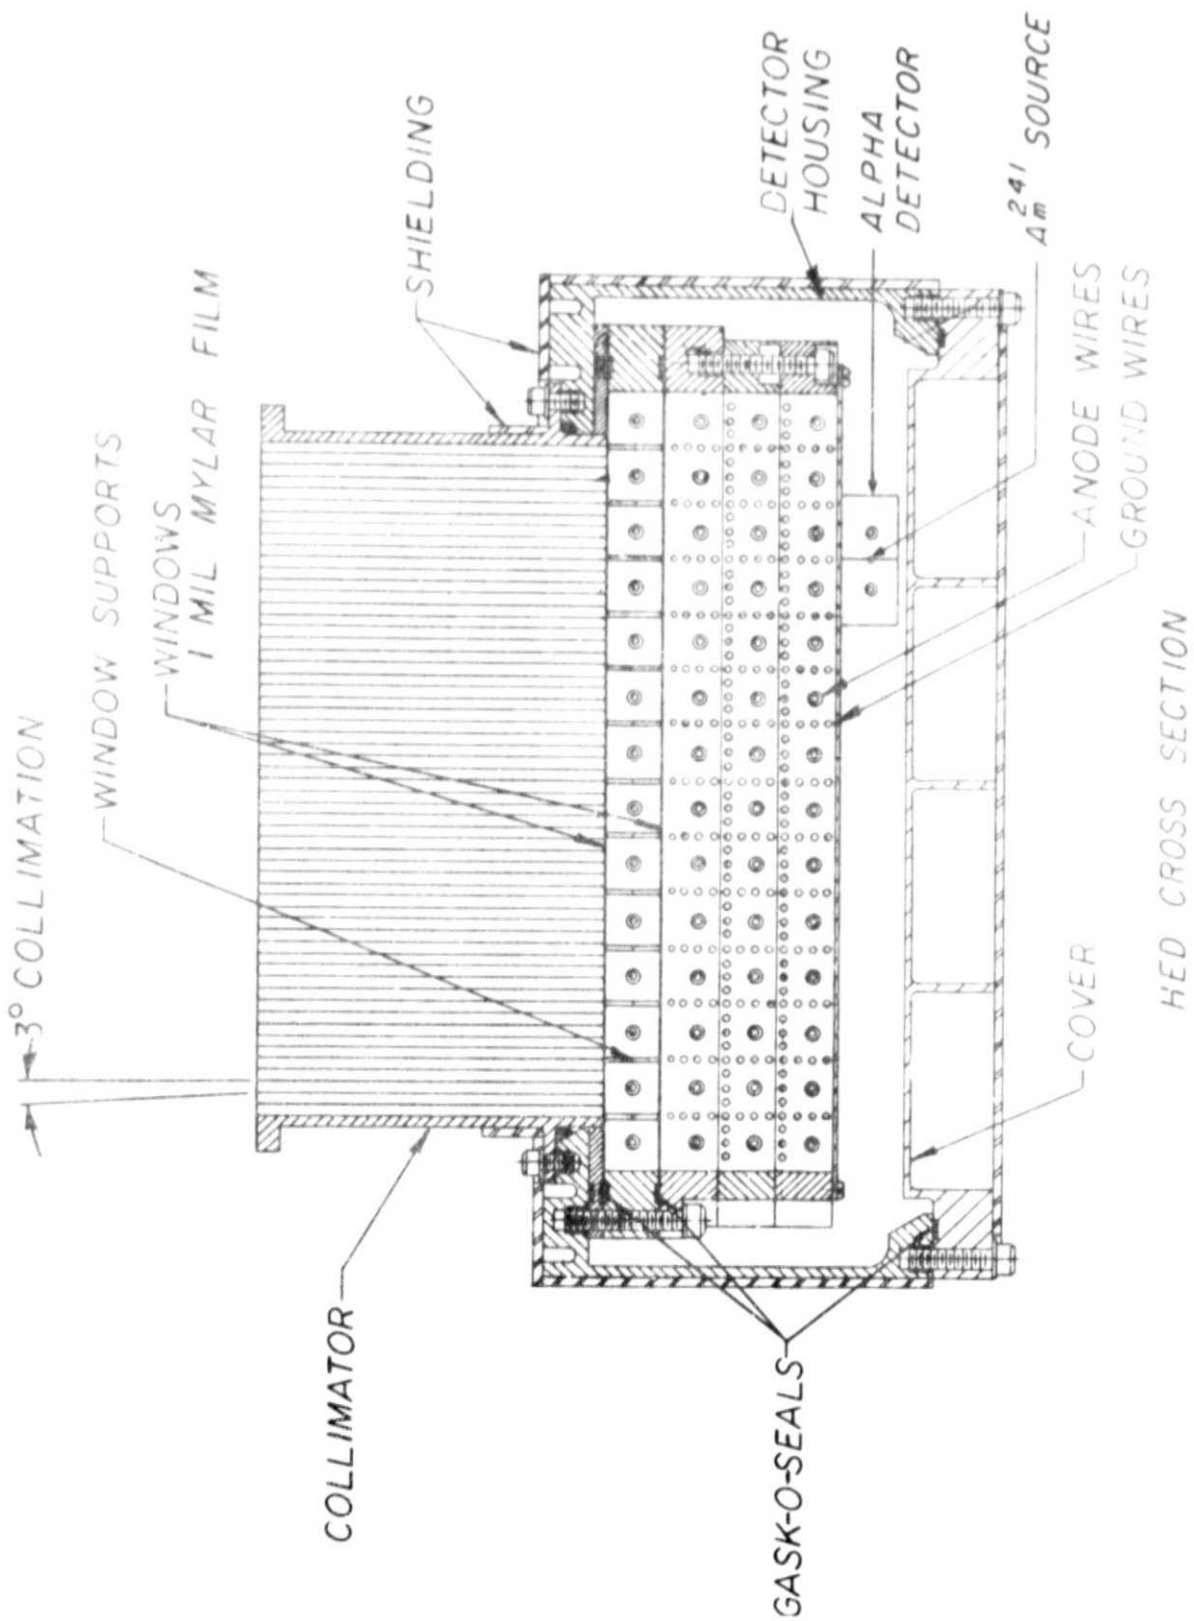 3° COLLIMATION
WINDOW SUPPORTS
WINDOWS
1 MIL MYLAR FILM
SHIELDING
DETECTOR
HOUSING
ALPHA
DETECTOR
Am²⁴¹ SOURCE
ANODE WIRES
GROUND WIRES
COLLIMATOR
GASK-O-SEALS
COVER
HED CROSS SECTION